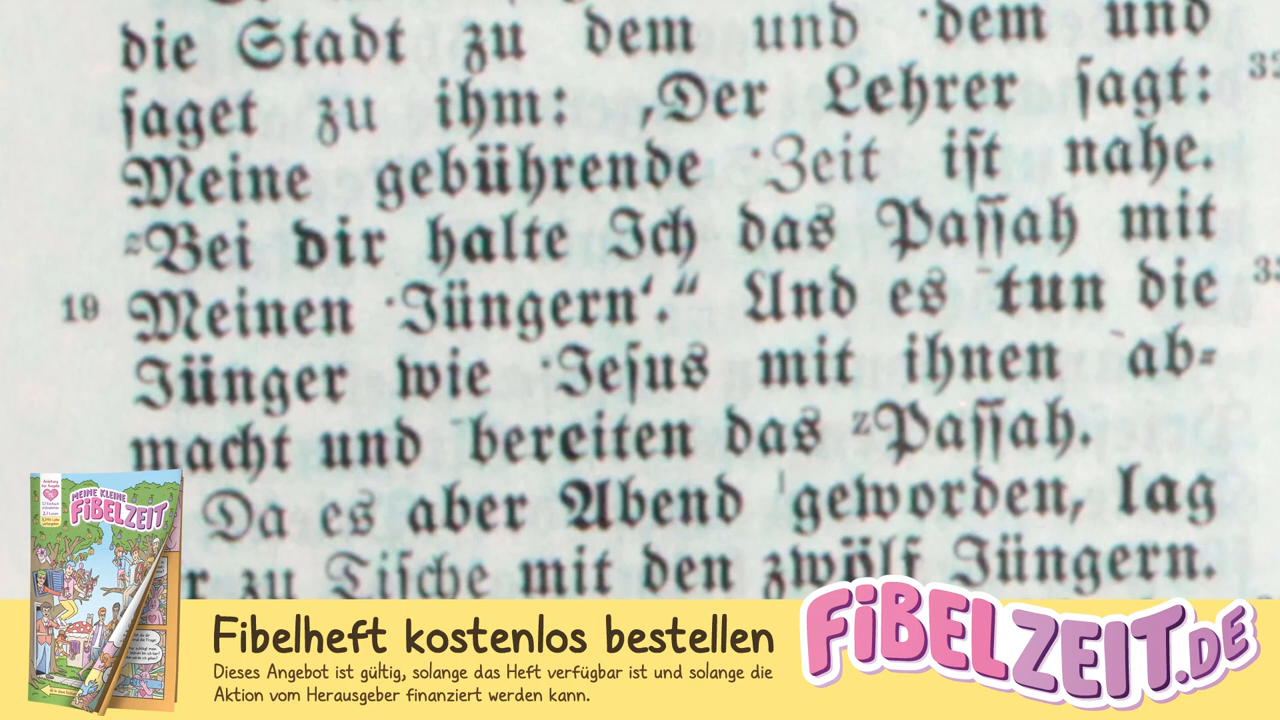 die Stadt zu dem und ·dem und
saget zu ihm: ‚Der Lehrer sagt:
Meine gebührende ·Zeit ist nahe.
=Bei dir halte Ich das Passah mit
19 Meinen ·Jüngern‘.“ Und es ¯tun die
Jünger wie ·Jesus mit ihnen ¯ab=
macht und ¯bereiten das zPassah.
Da es aber Abend ˈgeworden, lag
zu Tische mit den zwölf Jüngern.
MEINE KLEINE
FiBELZEiT
Fibelheft kostenlos bestellen
Dieses Angebot ist gültig, solange das Heft verfügbar ist und solange die
Aktion vom Herausgeber finanziert werden kann.
FiBELZEiT.DE